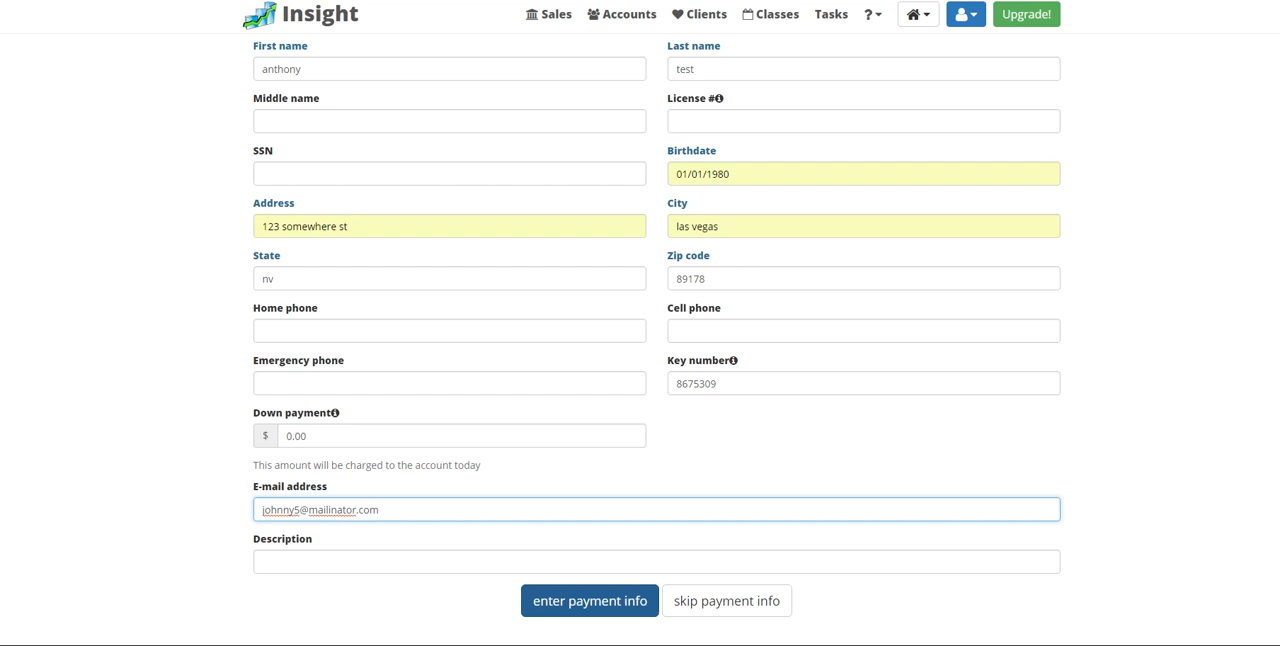 Insight Sales Accounts Clients Classes Tasks ? Upgrade!
First name Last name
anthony test
Middle name License #
SSN Birthdate
01/01/1980
Address City
123 somewhere st las vegas
State Zip code
nv 89178
Home phone Cell phone
Emergency phone Key number
8675309
Down payment
$ 0.00
This amount will be charged to the account today
E-mail address
johnny5@mailinator.com
Description
enter payment info skip payment info